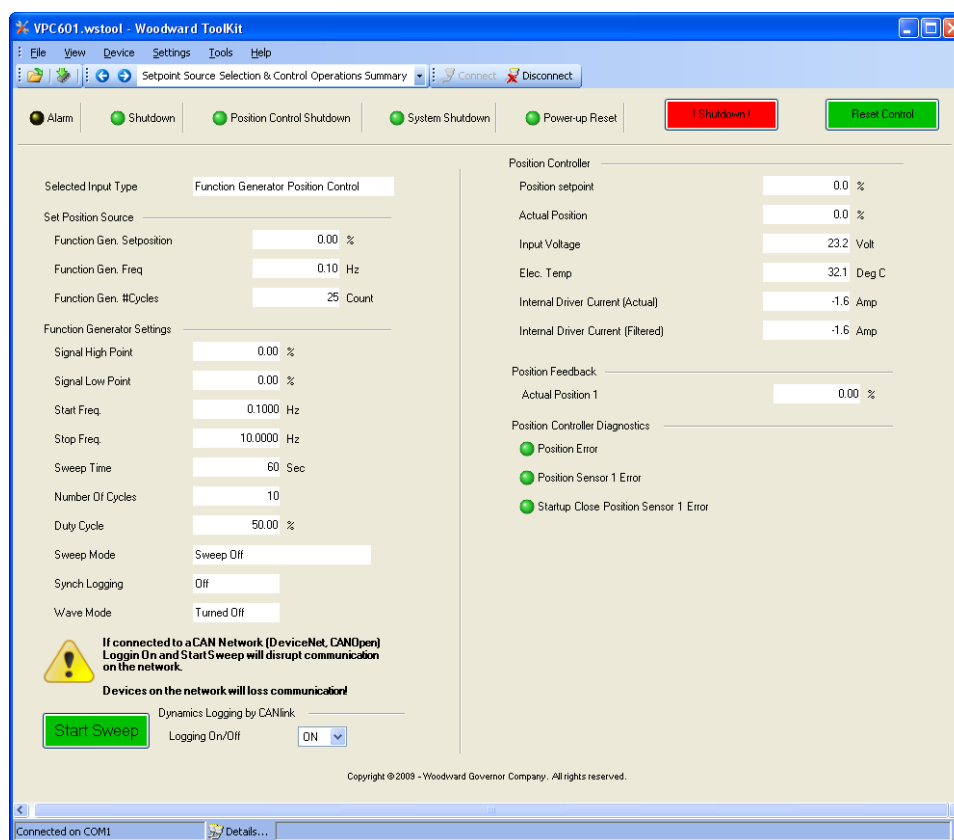 VPC601.wstool - Woodward ToolKit
File View Device Settings Tools Help
Setpoint Source Selection & Control Operations Summary Connect Disconnect
Alarm Shutdown Position Control Shutdown System Shutdown Power-up Reset ! Shutdown ! Reset Control
Selected Input Type Function Generator Position Control
Set Position Source
Function Gen. Setposition 0.00 %
Function Gen. Freq 0.10 Hz
Function Gen. #Cycles 25 Count
Function Generator Settings
Signal High Point 0.00 %
Signal Low Point 0.00 %
Start Freq. 0.1000 Hz
Stop Freq. 10.0000 Hz
Sweep Time 60 Sec
Number Of Cycles 10
Duty Cycle 50.00 %
Sweep Mode Sweep Off
Synch Logging Off
Wave Mode Turned Off
If connected to a CAN Network (DeviceNet, CANOpen)
Loggin On and Start Sweep will disrupt communication
on the network.
Devices on the network will loss communication!
Start Sweep
Dynamics Logging by CANlink
Logging On/Off ON
Position Controller
Position setpoint 0.0 %
Actual Position 0.0 %
Input Voltage 23.2 Volt
Elec. Temp 32.1 Deg C
Internal Driver Current (Actual) -1.6 Amp
Internal Driver Current (Filtered) -1.6 Amp
Position Feedback
Actual Position 1 0.00 %
Position Controller Diagnostics
Position Error
Position Sensor 1 Error
Startup Close Position Sensor 1 Error
Copyright @ 2009 - Woodward Governor Company. All rights reserved.
Connected on COM1 Details...